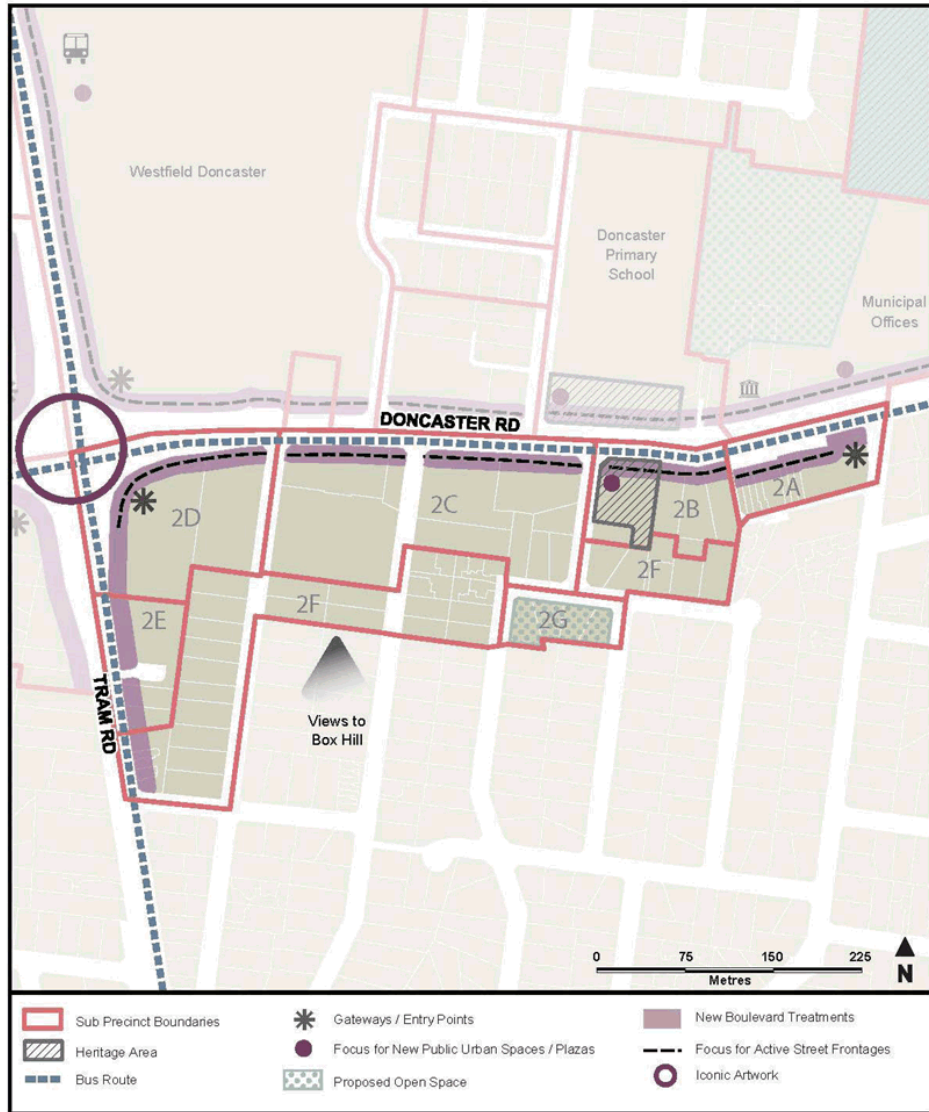 Westfield Doncaster
Doncaster
Primary
School
Municipal
Offices
DONCASTER RD
2A
2B
2C
2D
2F
2F
2G
2E
TRAM RD
Views to
Box Hill
0 75 150 225
Metres
N
Sub Precinct Boundaries
Heritage Area
Bus Route
Gateways / Entry Points
Focus for New Public Urban Spaces / Plazas
Proposed Open Space
New Boulevard Treatments
Focus for Active Street Frontages
Iconic Artwork